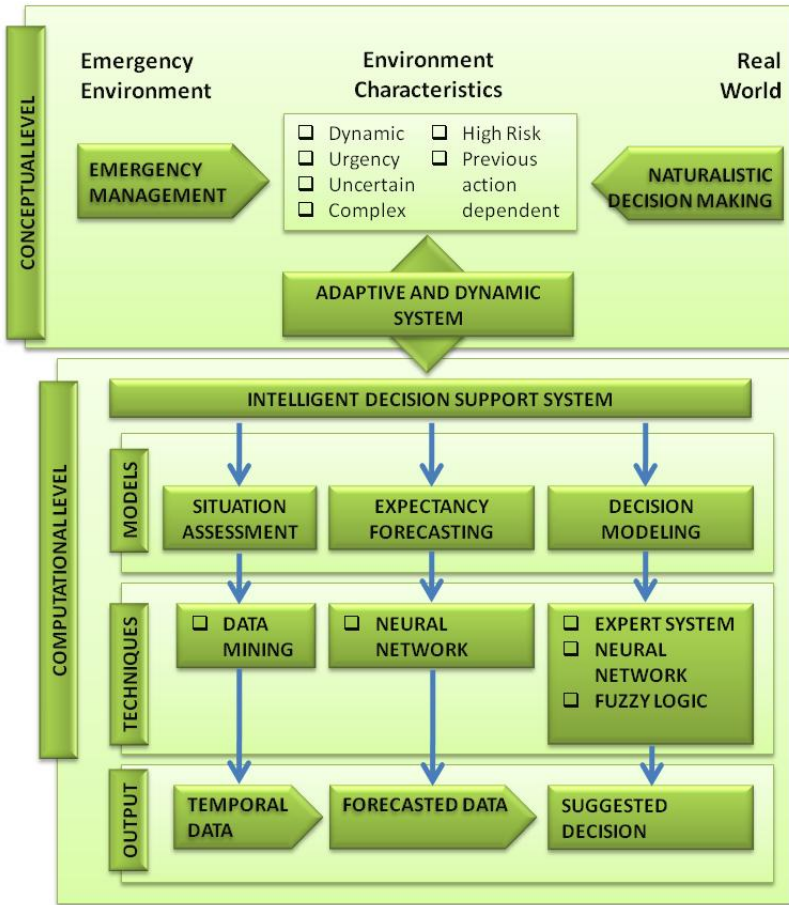 CONCEPTUAL LEVEL
Emergency
Environment
Environment
Characteristics
Real
World
EMERGENCY
MANAGEMENT
Dynamic
Urgency
Uncertain
Complex
High Risk
Previous
action
dependent
NATURALISTIC
DECISION MAKING
ADAPTIVE AND DYNAMIC
SYSTEM
COMPUTATIONAL LEVEL
INTELLIGENT DECISION SUPPORT SYSTEM
MODELS
SITUATION
ASSESSMENT
EXPECTANCY
FORECASTING
DECISION
MODELING
TECHNIQUES
DATA
MINING
NEURAL
NETWORK
EXPERT SYSTEM
NEURAL
NETWORK
FUZZY LOGIC
OUTPUT
TEMPORAL
DATA
FORECASTED DATA
SUGGESTED
DECISION